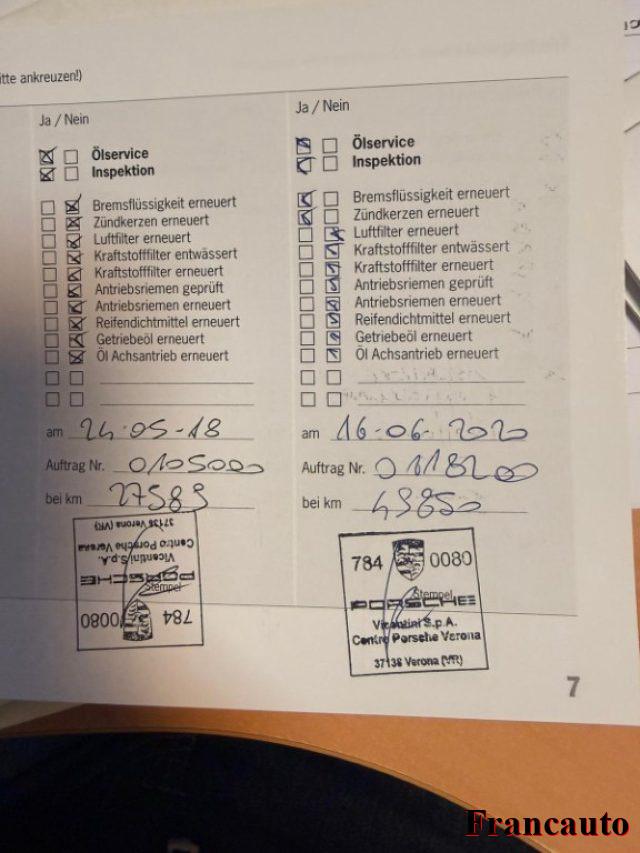 itte ankreuzen!)
Ja / Nein
Ölservice
Inspektion
Bremsflüssigkeit erneuert
Zündkerzen erneuert
Luftfilter erneuert
Kraftstofffilter entwässert
Kraftstofffilter erneuert
Antriebsriemen geprüft
Antriebsriemen erneuert
Reifendichtmittel erneuert
Getriebeöl erneuert
Öl Achsantrieb erneuert
am 24-05-18
Auftrag Nr. 0105000
bei km 27589
784 0080
Stempel
PORSCHE
Vicentini S.p.A.
Centro Porsche Verona
37138 Verona (VR)
Ja / Nein
Ölservice
Inspektion
Bremsflüssigkeit erneuert
Zündkerzen erneuert
Luftfilter erneuert
Kraftstofffilter entwässert
Kraftstofffilter erneuert
Antriebsriemen geprüft
Antriebsriemen erneuert
Reifendichtmittel erneuert
Getriebeöl erneuert
Öl Achsantrieb erneuert
am 16-06-2020
Auftrag Nr. 0118200
bei km 49850
784 0080
Stempel
PORSCHE
Vicentini S.p.A.
Centro Porsche Verona
37138 Verona (VR)
7
Francauto